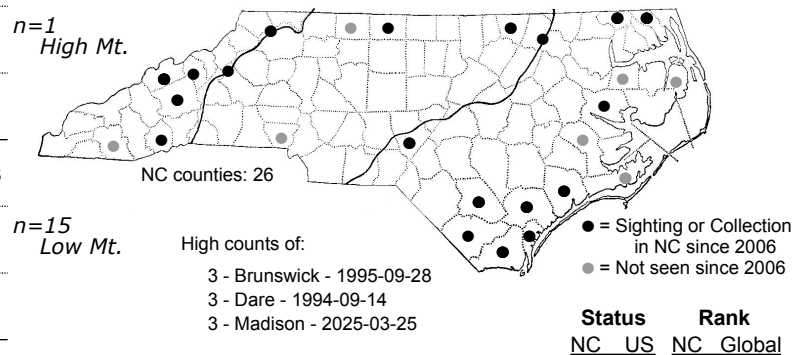 n=1
High Mt.
NC counties: 26
n=15
Low Mt.
High counts of:
3 - Brunswick - 1995-09-28
3 - Dare - 1994-09-14
3 - Madison - 2025-03-25
= Sighting or Collection
in NC since 2006
= Not seen since 2006
Status Rank
NC US NC Global